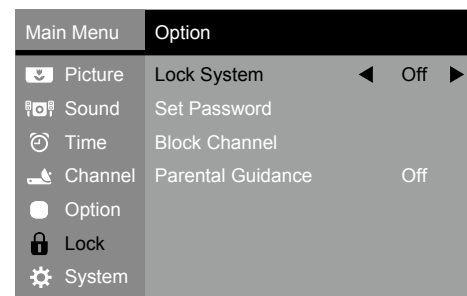 Main Menu Option
Picture Lock System Off
Sound Set Password
Time Block Channel
Channel Parental Guidance Off
Option
Lock
System